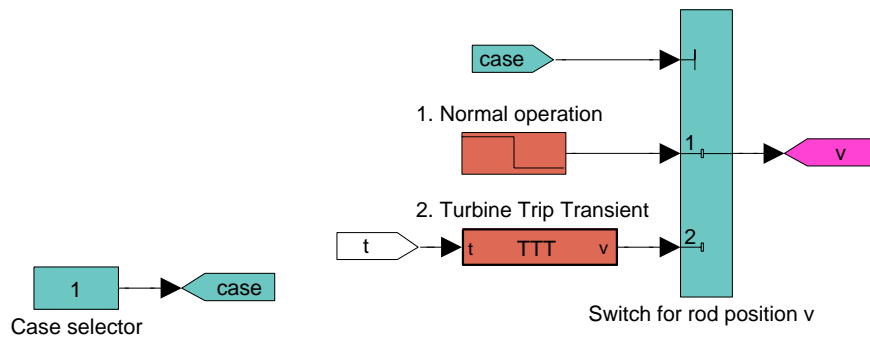 case
1. Normal operation
1
v
2. Turbine Trip Transient
t
t TTT v
2
1
case
Case selector
Switch for rod position v